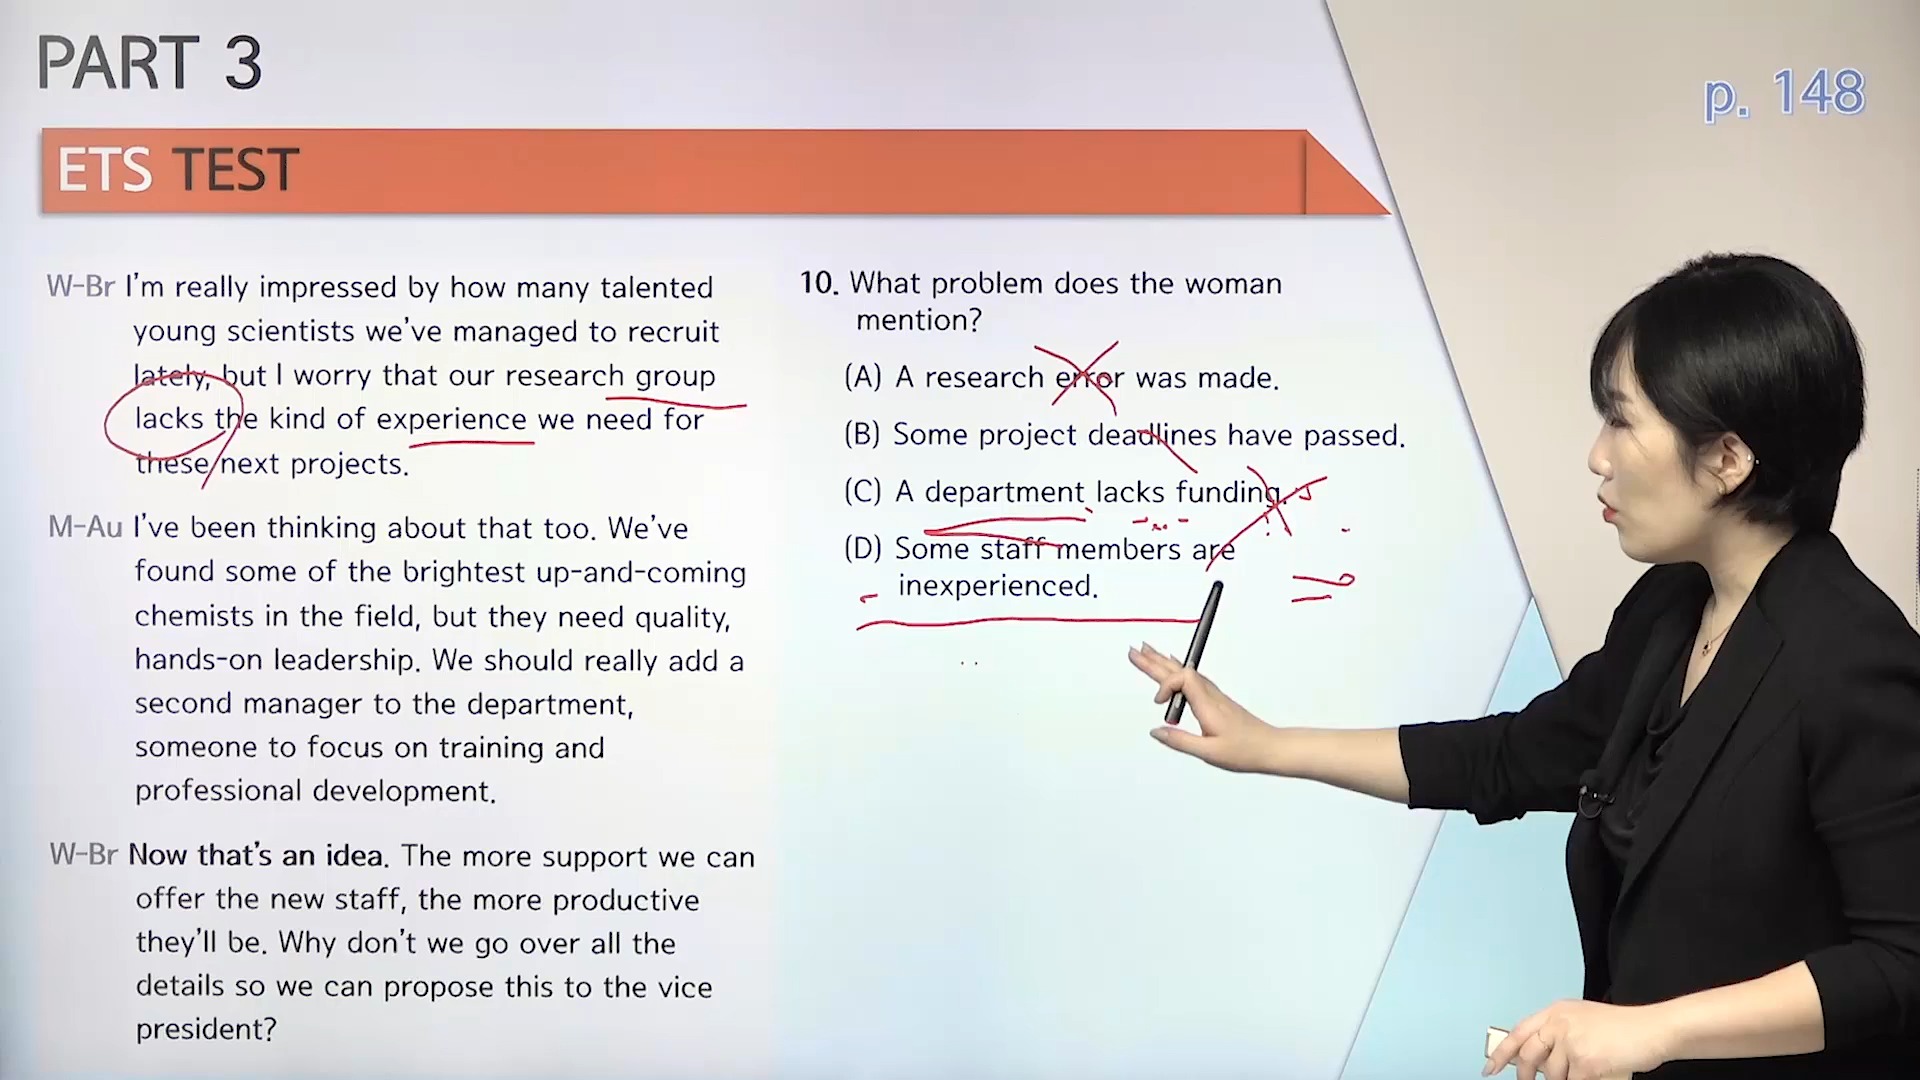 PART 3
p. 148
ETS TEST
W-Br I'm really impressed by how many talented
young scientists we've managed to recruit
lately, but I worry that our research group
lacks the kind of experience we need for
these next projects.
M-Au I've been thinking about that too. We've
found some of the brightest up-and-coming
chemists in the field, but they need quality,
hands-on leadership. We should really add a
second manager to the department,
someone to focus on training and
professional development.
W-Br Now that's an idea. The more support we can
offer the new staff, the more productive
they'll be. Why don't we go over all the
details so we can propose this to the vice
president?
10. What problem does the woman
mention?
(A) A research error was made.
(B) Some project deadlines have passed.
(C) A department lacks funding.
(D) Some staff members are
inexperienced.